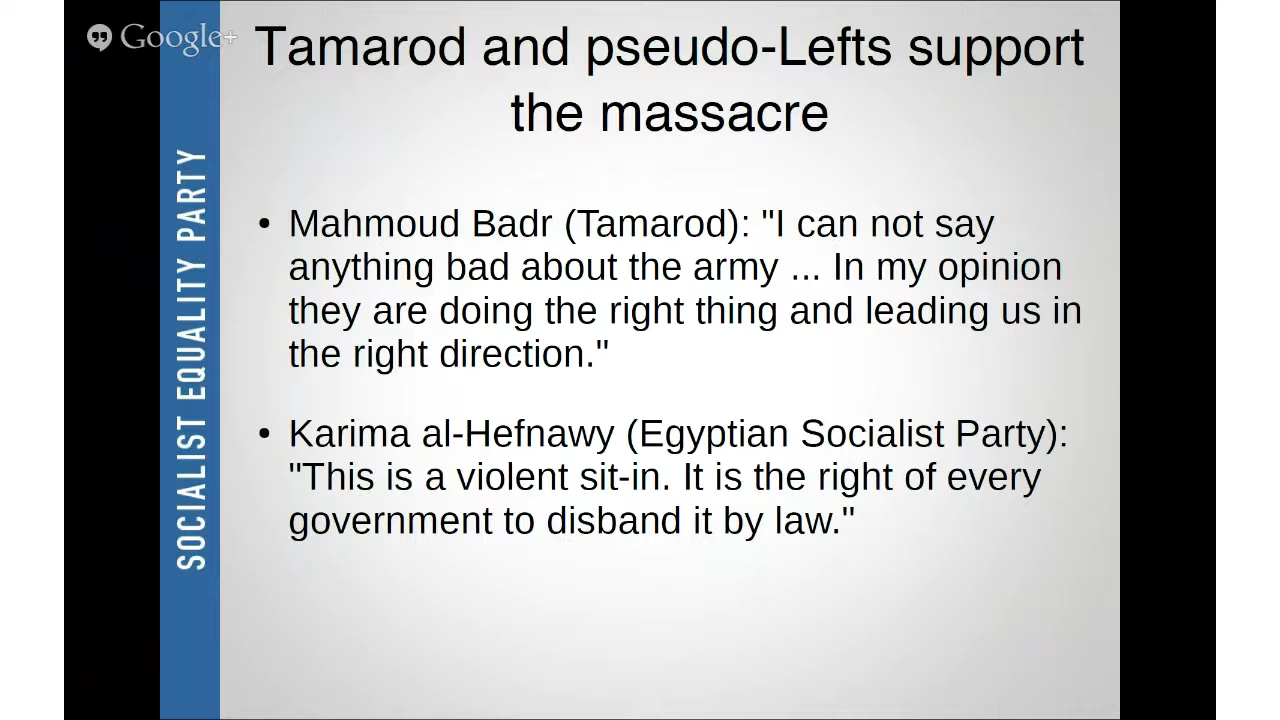 Google+
Tamarod and pseudo-Lefts support
the massacre
SOCIALIST EQUALITY PARTY
• Mahmoud Badr (Tamarod): "I can not say
anything bad about the army ... In my opinion
they are doing the right thing and leading us in
the right direction."
• Karima al-Hefnawy (Egyptian Socialist Party):
"This is a violent sit-in. It is the right of every
government to disband it by law."